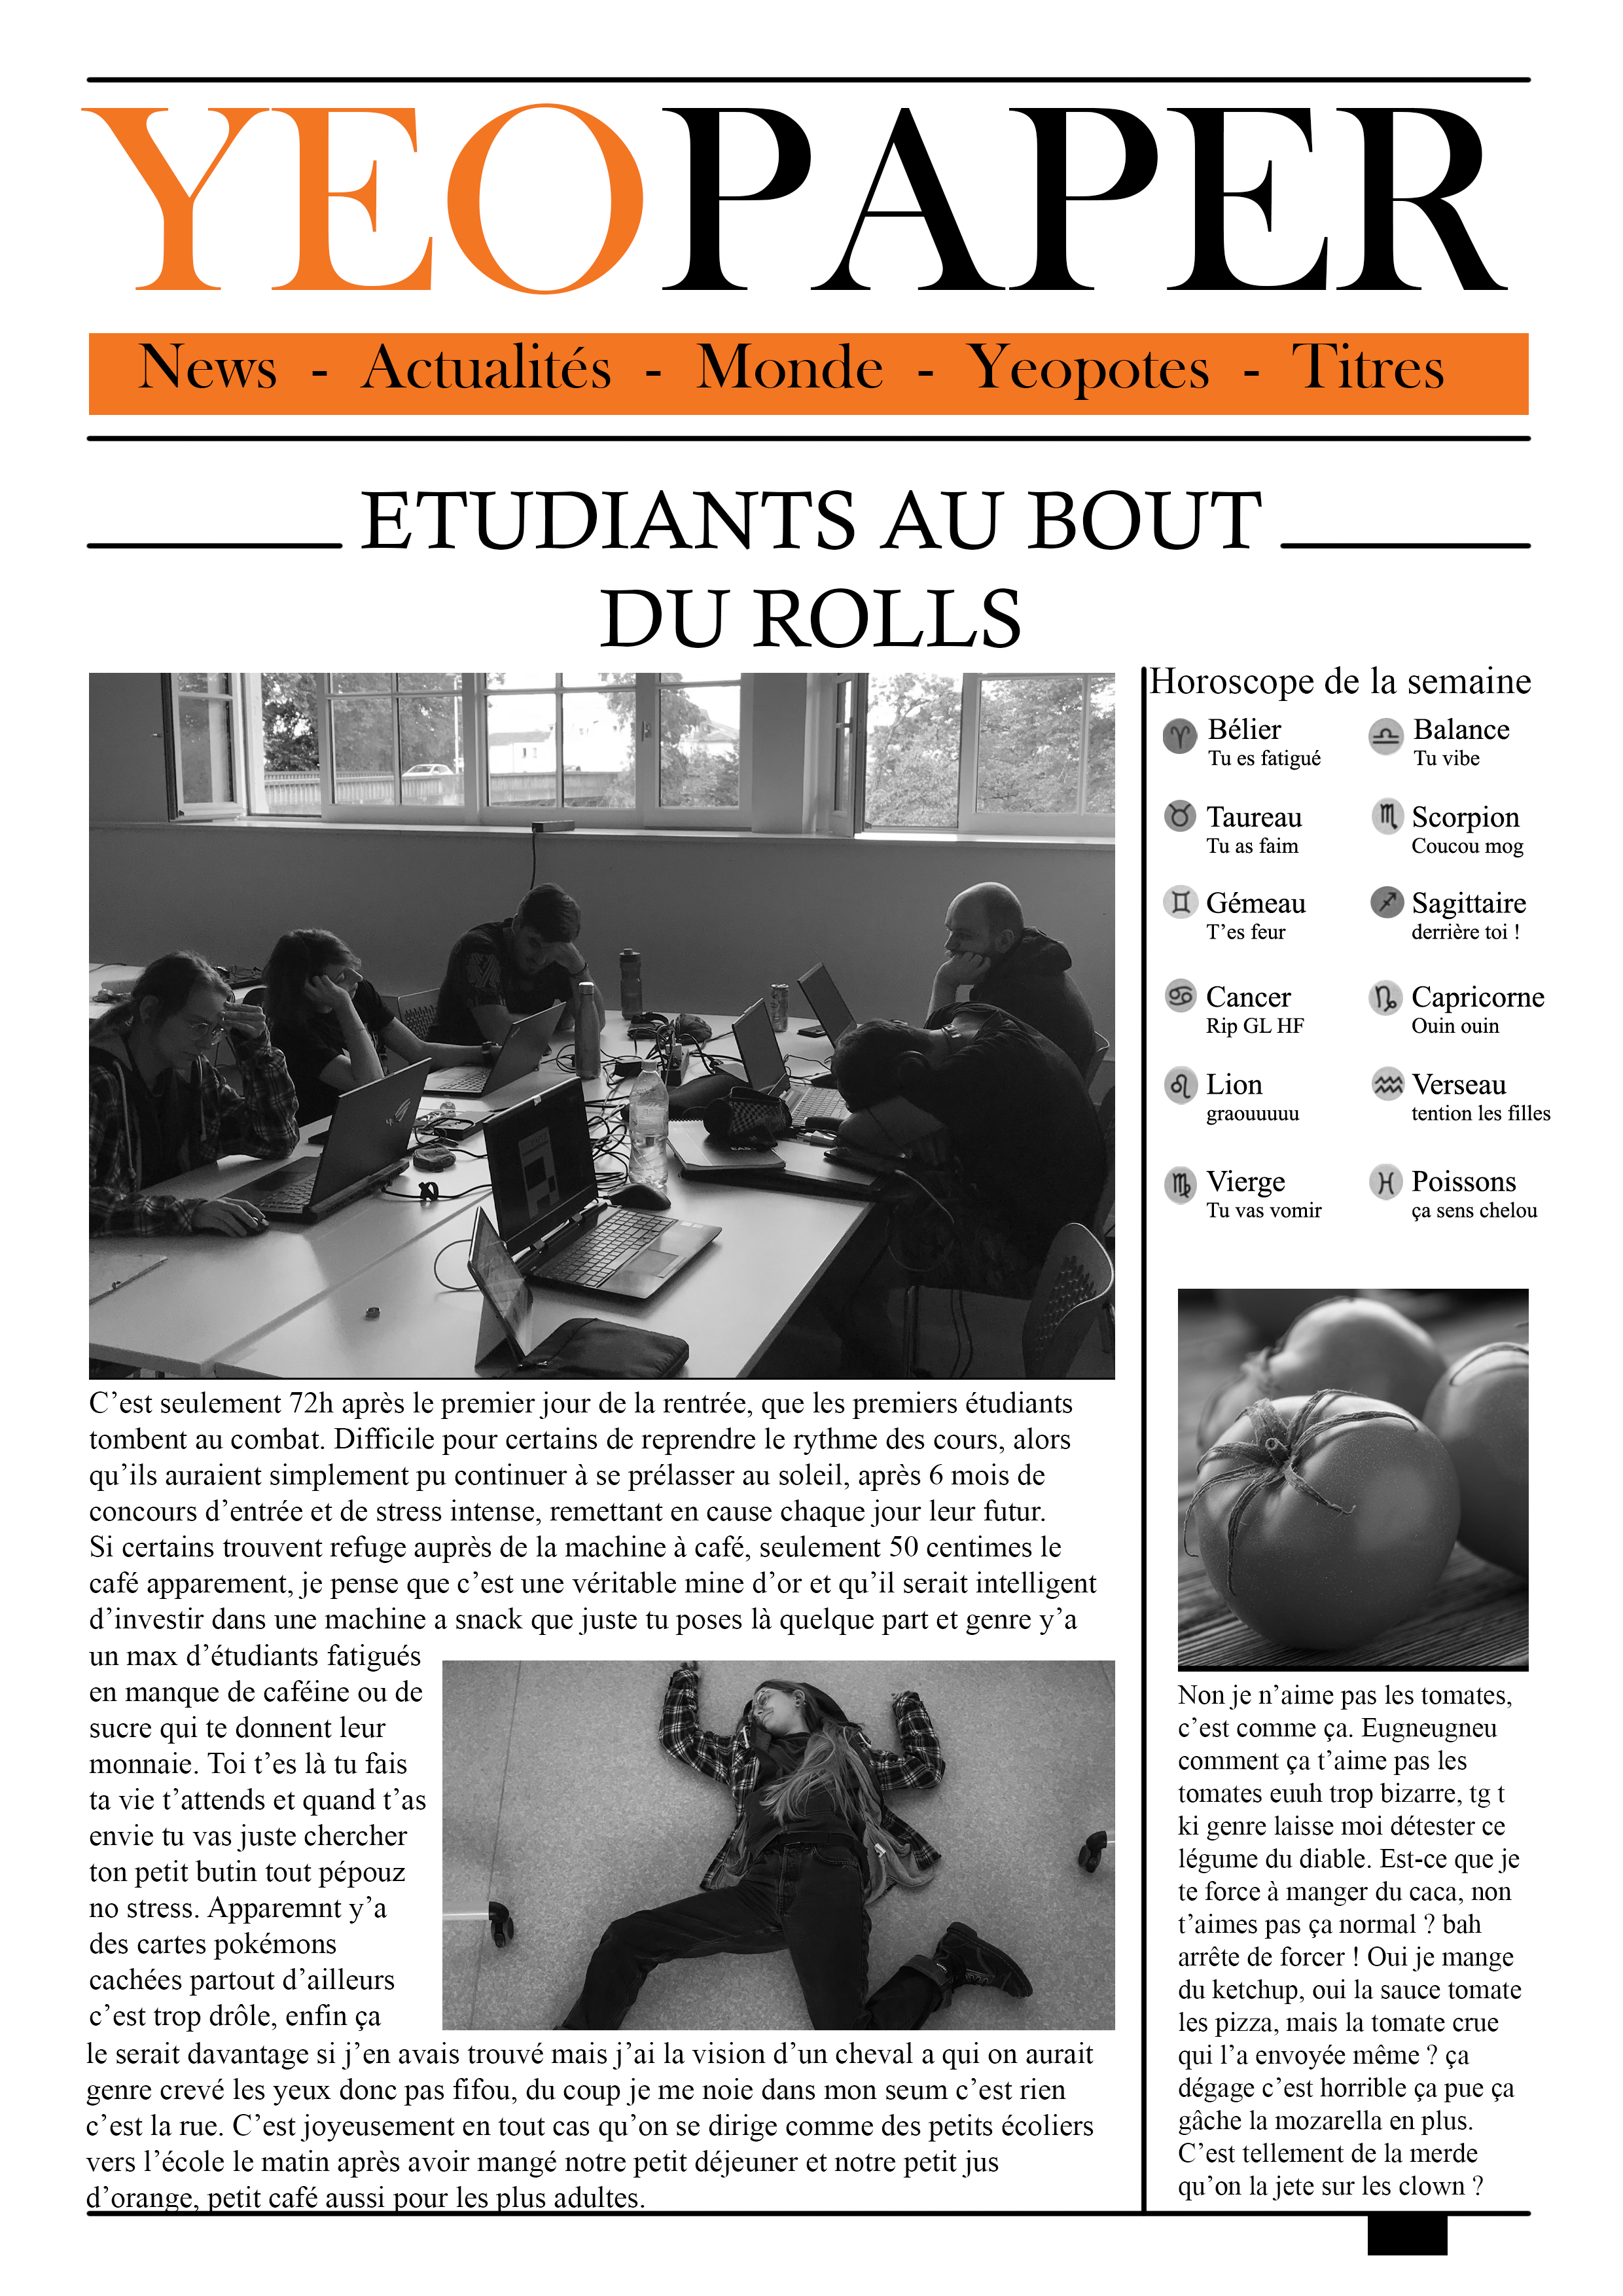 YEOPAPER
News - Actualités - Monde - Yeopotes - Titres
ETUDIANTS AU BOUT
DU ROLLS
C’est seulement 72h après le premier jour de la rentrée, que les premiers étudiants
tombent au combat. Difficile pour certains de reprendre le rythme des cours, alors
qu’ils auraient simplement pu continuer à se prélasser au soleil, après 6 mois de
concours d’entrée et de stress intense, remettant en cause chaque jour leur futur.
Si certains trouvent refuge auprès de la machine à café, seulement 50 centimes le
café apparement, je pense que c’est une véritable mine d’or et qu’il serait intelligent
d’investir dans une machine a snack que juste tu poses là quelque part et genre y’a
un max d’étudiants fatigués
en manque de caféine ou de
sucre qui te donnent leur
monnaie. Toi t’es là tu fais
ta vie t’attends et quand t’as
envie tu vas juste chercher
ton petit butin tout pépouz
no stress. Apparemnt y’a
des cartes pokémons
cachées partout d’ailleurs
c’est trop drôle, enfin ça
le serait davantage si j’en avais trouvé mais j’ai la vision d’un cheval a qui on aurait
genre crevé les yeux donc pas fifou, du coup je me noie dans mon seum c’est rien
c’est la rue. C’est joyeusement en tout cas qu’on se dirige comme des petits écoliers
vers l’école le matin après avoir mangé notre petit déjeuner et notre petit jus
d’orange, petit café aussi pour les plus adultes.
Horoscope de la semaine
Bélier
Tu es fatigué
Taureau
Tu as faim
Gémeau
T’es feur
Cancer
Rip GL HF
Lion
graouuuuu
Vierge
Tu vas vomir
Balance
Tu vibe
Scorpion
Coucou mog
Sagittaire
derrière toi !
Capricorne
Ouin ouin
Verseau
tention les filles
Poissons
ça sens chelou
Non je n’aime pas les tomates,
c’est comme ça. Eugneugneu
comment ça t’aime pas les
tomates euuh trop bizarre, tg t
ki genre laisse moi détester ce
légume du diable. Est-ce que je
te force à manger du caca, non
t’aimes pas ça normal ? bah
arrête de forcer ! Oui je mange
du ketchup, oui la sauce tomate
les pizza, mais la tomate crue
qui l’a envoyée même ? ça
dégage c’est horrible ça pue ça
gâche la mozarella en plus.
C’est tellement de la merde
qu’on la jete sur les clown ?